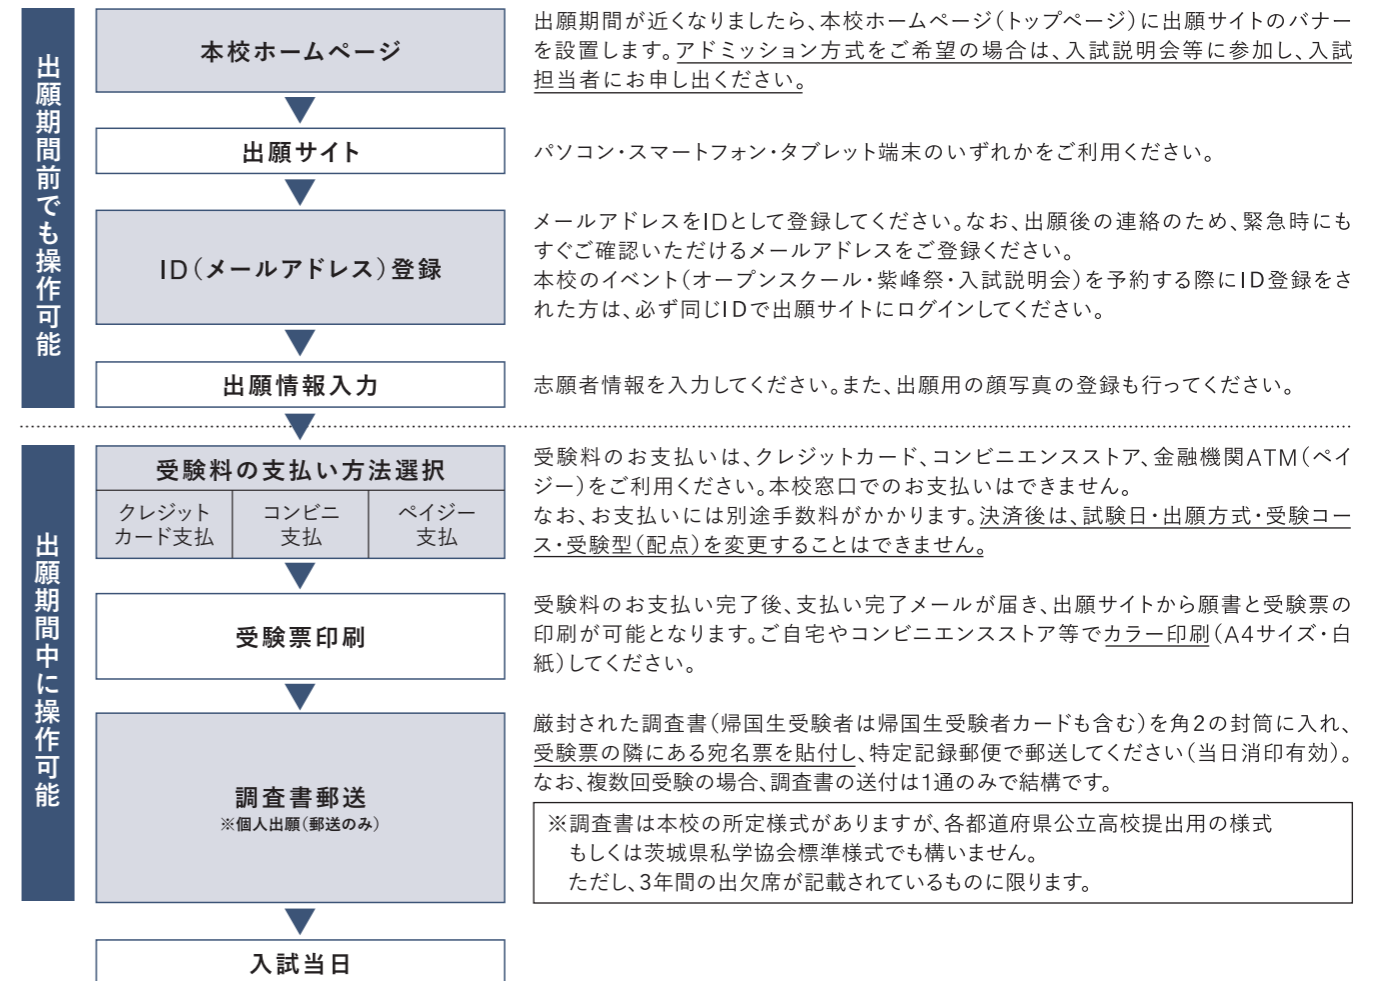 出願期間前でも操作可能
本校ホームページ
出願期間が近くなりましたら、本校ホームページ(トップページ)に出願サイトのバナー
を設置します。アドミッション方式をご希望の場合は、入試説明会等に参加し、入試
担当者にお申し出ください。
出願サイト
パソコン・スマートフォン・タブレット端末のいずれかをご利用ください。
ID(メールアドレス)登録
メールアドレスをIDとして登録してください。なお、出願後の連絡のため、緊急時にも
すぐご確認いただけるメールアドレスをご登録ください。
本校のイベント(オープンスクール・紫峰祭・入試説明会)を予約する際にID登録をさ
れた方は、必ず同じIDで出願サイトにログインしてください。
出願情報入力
志願者情報を入力してください。また、出願用の顔写真の登録も行ってください。
出願期間中に操作可能
受験料の支払い方法選択
クレジット
カード支払
コンビニ
支払
ペイジー
支払
受験料のお支払いは、クレジットカード、コンビニエンスストア、金融機関ATM(ペイ
ジー)をご利用ください。本校窓口でのお支払いはできません。
なお、お支払いには別途手数料がかかります。決済後は、試験日・出願方式・受験コー
ス・受験型(配点)を変更することはできません。
受験票印刷
受験料のお支払い完了後、支払い完了メールが届き、出願サイトから願書と受験票の
印刷が可能となります。ご自宅やコンビニエンスストア等でカラー印刷(A4サイズ・白
紙)してください。
調査書郵送
※個人出願(郵送のみ)
厳封された調査書(帰国生受験者は帰国生受験者カードも含む)を角2の封筒に入れ、
受験票の隣にある宛名票を貼付し、特定記録郵便で郵送してください(当日消印有効)。
なお、複数回受験の場合、調査書の送付は1通のみで結構です。
※調査書は本校の所定様式がありますが、各都道府県公立高校提出用の様式
もしくは茨城県私学協会標準様式でも構いません。
ただし、3年間の出欠席が記載されているものに限ります。
入試当日